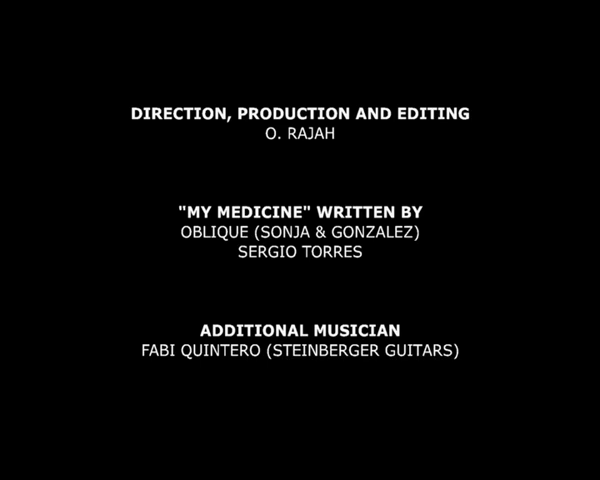 DIRECTION, PRODUCTION AND EDITING
O. RAJAH
"MY MEDICINE" WRITTEN BY
OBLIQUE (SONJA & GONZALEZ)
SERGIO TORRES
ADDITIONAL MUSICIAN
FABI QUINTERO (STEINBERGER GUITARS)